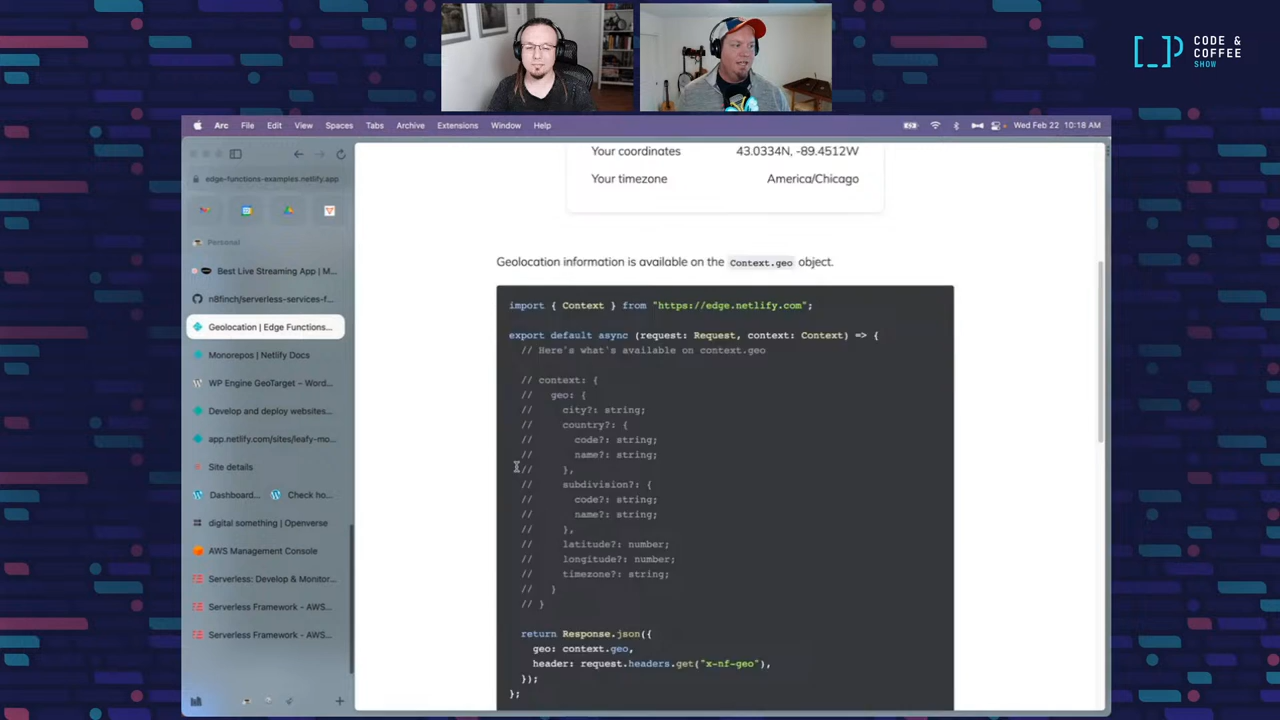 CODE &
COFFEE
SHOW
Arc File Edit View Spaces Tabs Archive Extensions Window Help
Wed Feb 22 10:18 AM
edge-functions-examples.netlify.app
Personal
Best Live Streaming App | M...
n8finch/serverless-services-f...
Geolocation | Edge Functions...
Monorepos | Netlify Docs
WP Engine GeoTarget – Word...
Develop and deploy websites...
app.netlify.com/sites/leafy-mo...
Site details
Dashboard... Check ho...
digital something | Openverse
AWS Management Console
Serverless: Develop & Monitor...
Serverless Framework - AWS...
Serverless Framework - AWS...
Your coordinates 43.0334N, -89.4512W
Your timezone America/Chicago
Geolocation information is available on the Context.geo object.
import { Context } from "https://edge.netlify.com";
export default async (request: Request, context: Context) => {
// Here's what's available on context.geo
// context: {
// geo: {
// city?: string;
// country?: {
// code?: string;
// name?: string;
// },
// subdivision?: {
// code?: string;
// name?: string;
// },
// latitude?: number;
// longitude?: number;
// timezone?: string;
// }
// }
return Response.json({
geo: context.geo,
header: request.headers.get("x-nf-geo"),
});
};